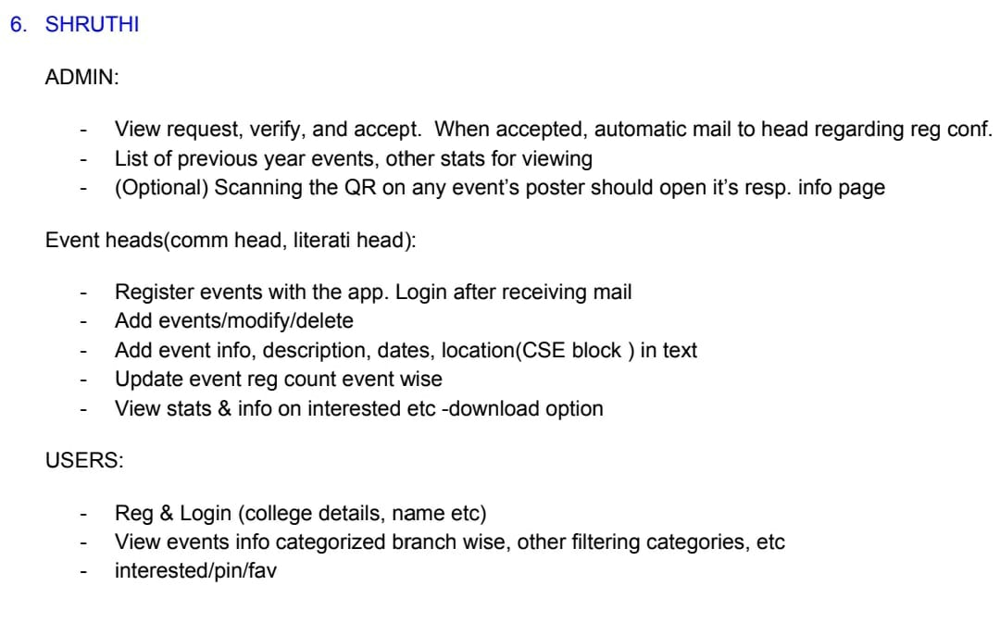 6. SHRUTHI
ADMIN:
- View request, verify, and accept.  When accepted, automatic mail to head regarding reg conf.
- List of previous year events, other stats for viewing
- (Optional) Scanning the QR on any event’s poster should open it’s resp. info page
Event heads(comm head, literati head):
- Register events with the app. Login after receiving mail
- Add events/modify/delete
- Add event info, description, dates, location(CSE block ) in text
- Update event reg count event wise
- View stats & info on interested etc -download option
USERS:
- Reg & Login (college details, name etc)
- View events info categorized branch wise, other filtering categories, etc
- interested/pin/fav